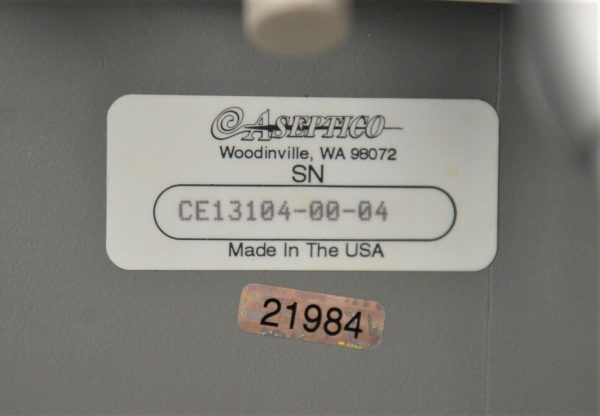 ASEPTICO
Woodinville, WA 98072
SN
CE13104-00-04
Made In The USA
21984